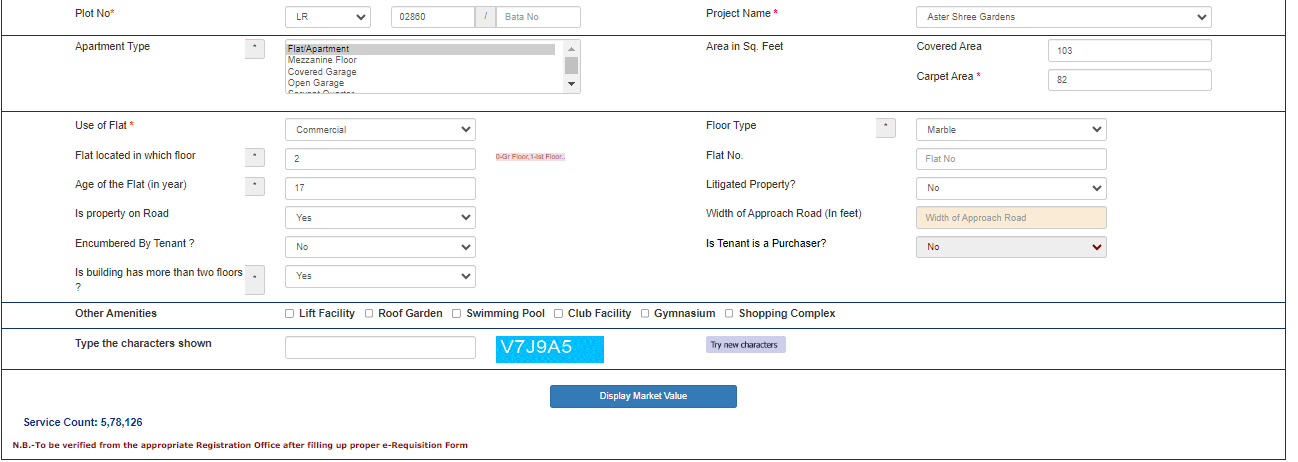 Plot No* LR 02860 / Bata No Project Name * Aster Shree Gardens
Apartment Type * Flat/Apartment Area in Sq. Feet Covered Area 103
Mezzanine Floor
Covered Garage Carpet Area * 82
Open Garage
Servant Quarter
Use of Flat * Commercial Floor Type * Marble
Flat located in which floor * 2 0-Gr Floor,1-Ist Floor.. Flat No. Flat No
Age of the Flat (in year) * 17 Litigated Property? No
Is property on Road Yes Width of Approach Road (In feet) Width of Approach Road
Encumbered By Tenant ? No Is Tenant is a Purchaser? No
Is building has more than two floors * Yes
?
Other Amenities Lift Facility Roof Garden Swimming Pool Club Facility Gymnasium Shopping Complex
Type the characters shown V7J9A5 Try new characters
Display Market Value
Service Count: 5,78,126
N.B.-To be verified from the appropriate Registration Office after filling up proper e-Requisition Form